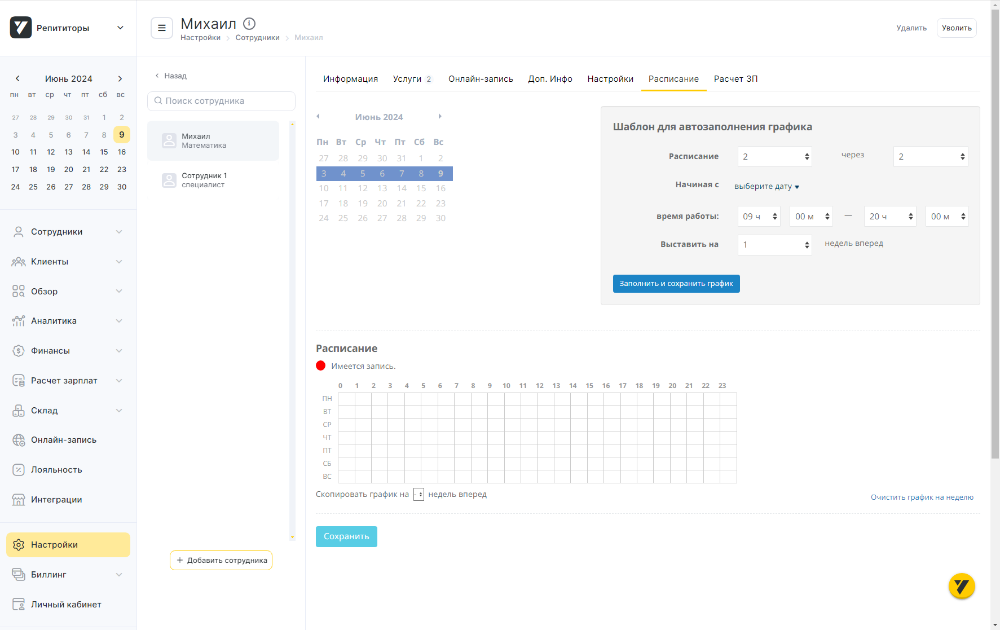 Репититоры
Михаил
Настройки Сотрудники Михаил
Удалить Уволить
Июнь 2024
пн вт ср чт пт сб вс
27 28 29 30 31 1 2
3 4 5 6 7 8 9
10 11 12 13 14 15 16
17 18 19 20 21 22 23
24 25 26 27 28 29 30
Сотрудники
Клиенты
Обзор
Аналитика
Финансы
Расчет зарплат
Склад
Онлайн-запись
Лояльность
Интеграции
Настройки
Биллинг
Личный кабинет
Назад
Поиск сотрудника
Михаил
Математика
Сотрудник 1
специалист
+ Добавить сотрудника
Информация Услуги 2 Онлайн-запись Доп. Инфо Настройки Расписание Расчет ЗП
Июнь 2024
Пн Вт Ср Чт Пт Сб Вс
27 28 29 30 31 1 2
3 4 5 6 7 8 9
10 11 12 13 14 15 16
17 18 19 20 21 22 23
24 25 26 27 28 29 30
Шаблон для автозаполнения графика
Расписание 2 через 2
Начиная с выберите дату
время работы: 09 ч 00 м — 20 ч 00 м
Выставить на 1 недель вперед
Заполнить и сохранить график
Расписание
Имеется запись.
0 1 2 3 4 5 6 7 8 9 10 11 12 13 14 15 16 17 18 19 20 21 22 23
ПН
ВТ
СР
ЧТ
ПТ
СБ
ВС
Скопировать график на - недель вперед
Очистить график на неделю
Сохранить